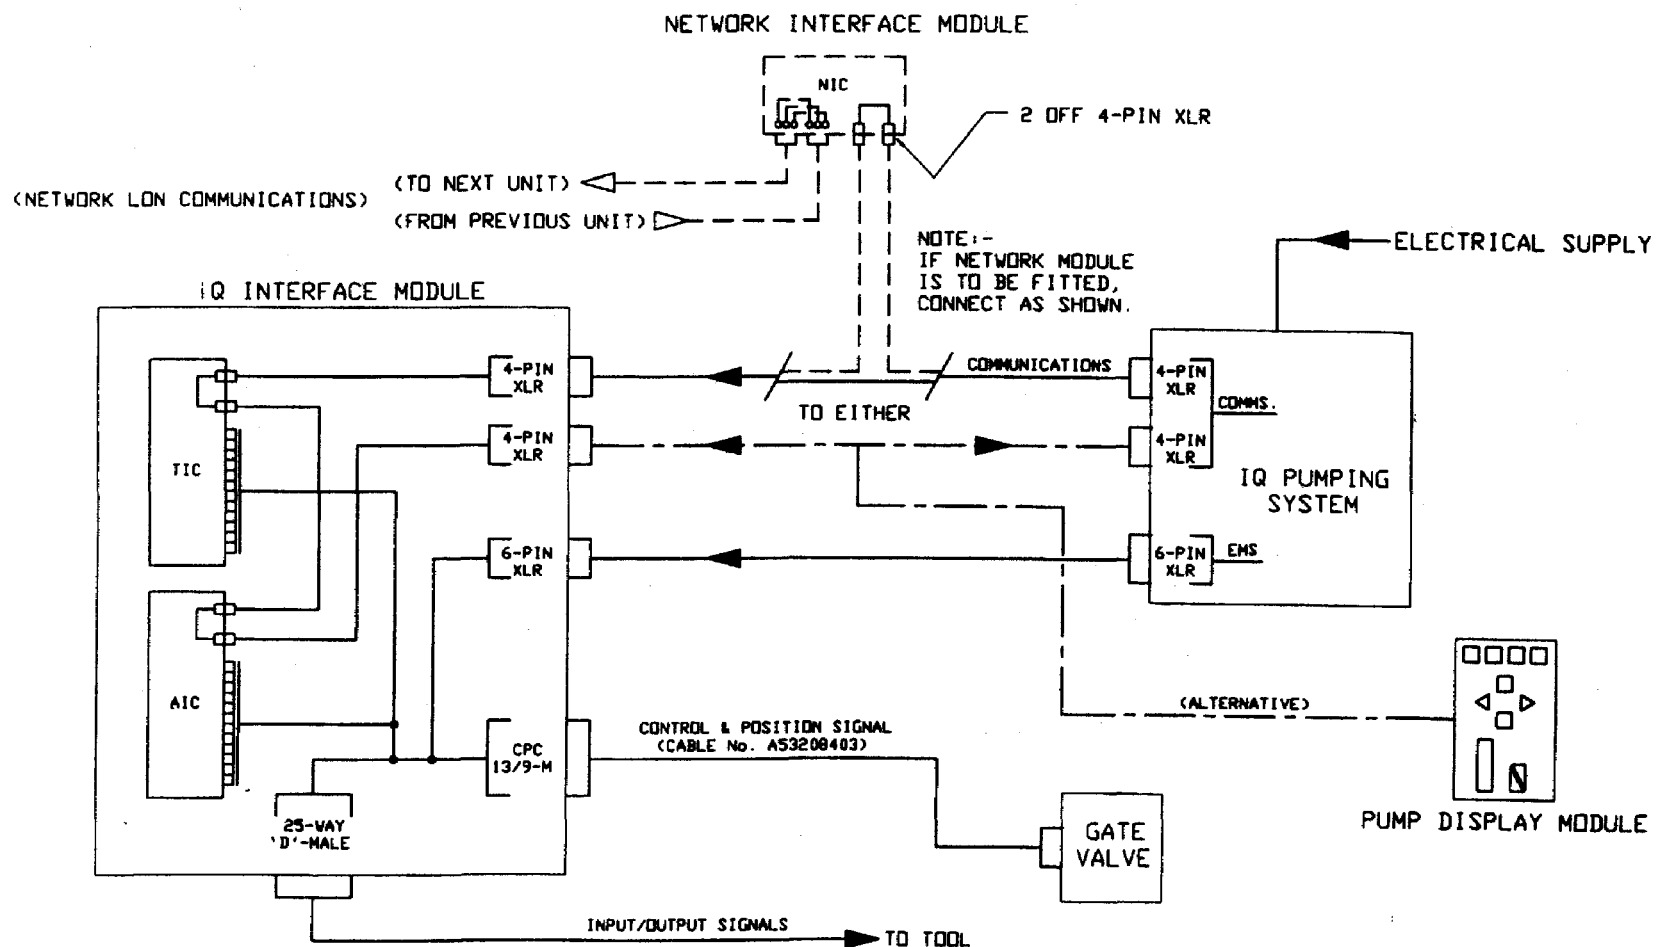 NETWORK INTERFACE MODULE
NIC
2 OFF 4-PIN XLR
(TO NEXT UNIT)
(NETWORK LON COMMUNICATIONS)
(FROM PREVIOUS UNIT)
NOTE:-
IF NETWORK MODULE
IS TO BE FITTED,
CONNECT AS SHOWN.
ELECTRICAL SUPPLY
iQ INTERFACE MODULE
4-PIN
XLR
COMMUNICATIONS
4-PIN
XLR
TO EITHER
COMMS.
4-PIN
XLR
4-PIN
XLR
TIC
IQ PUMPING
SYSTEM
6-PIN
XLR
6-PIN
XLR
EMS
AIC
(ALTERNATIVE)
CONTROL & POSITION SIGNAL
(CABLE No. A53208403)
CPC
13/9-M
25-WAY
'D'-MALE
GATE
VALVE
PUMP DISPLAY MODULE
INPUT/OUTPUT SIGNALS
TO TOOL